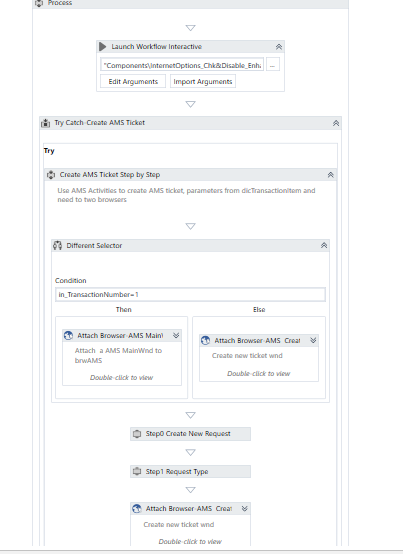 Process
Launch Workflow Interactive
"Components\InternetOptions_Chk&Disable_Enh
...
Edit Arguments Import Arguments
Try Catch-Create AMS Ticket
Try
Create AMS Ticket Step by Step
Use AMS Activities to create AMS ticket, parameters from dicTransactionItem and
need to two browsers
Different Selector
Condition
in_TransactionNumber=1
Then Else
Attach Browser-AMS Main
Attach a AMS MainWnd to
brwAMS
Double-click to view
Attach Browser-AMS Creat
Create new ticket wnd
Double-click to view
Step0 Create New Request
Step1 Request Type
Attach Browser-AMS Creat
Create new ticket wnd
Double-click to view